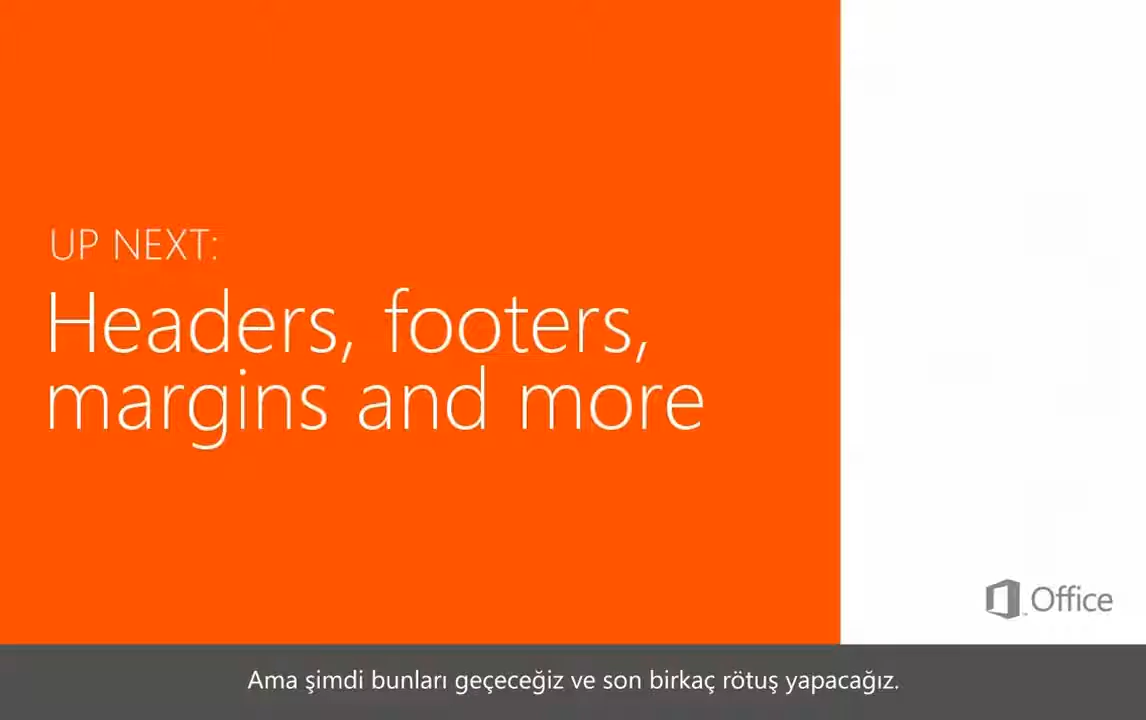 UP NEXT:
Headers, footers,
margins and more
Office
Ama şimdi bunları geçeceğiz ve son birkaç rötuş yapacağız.